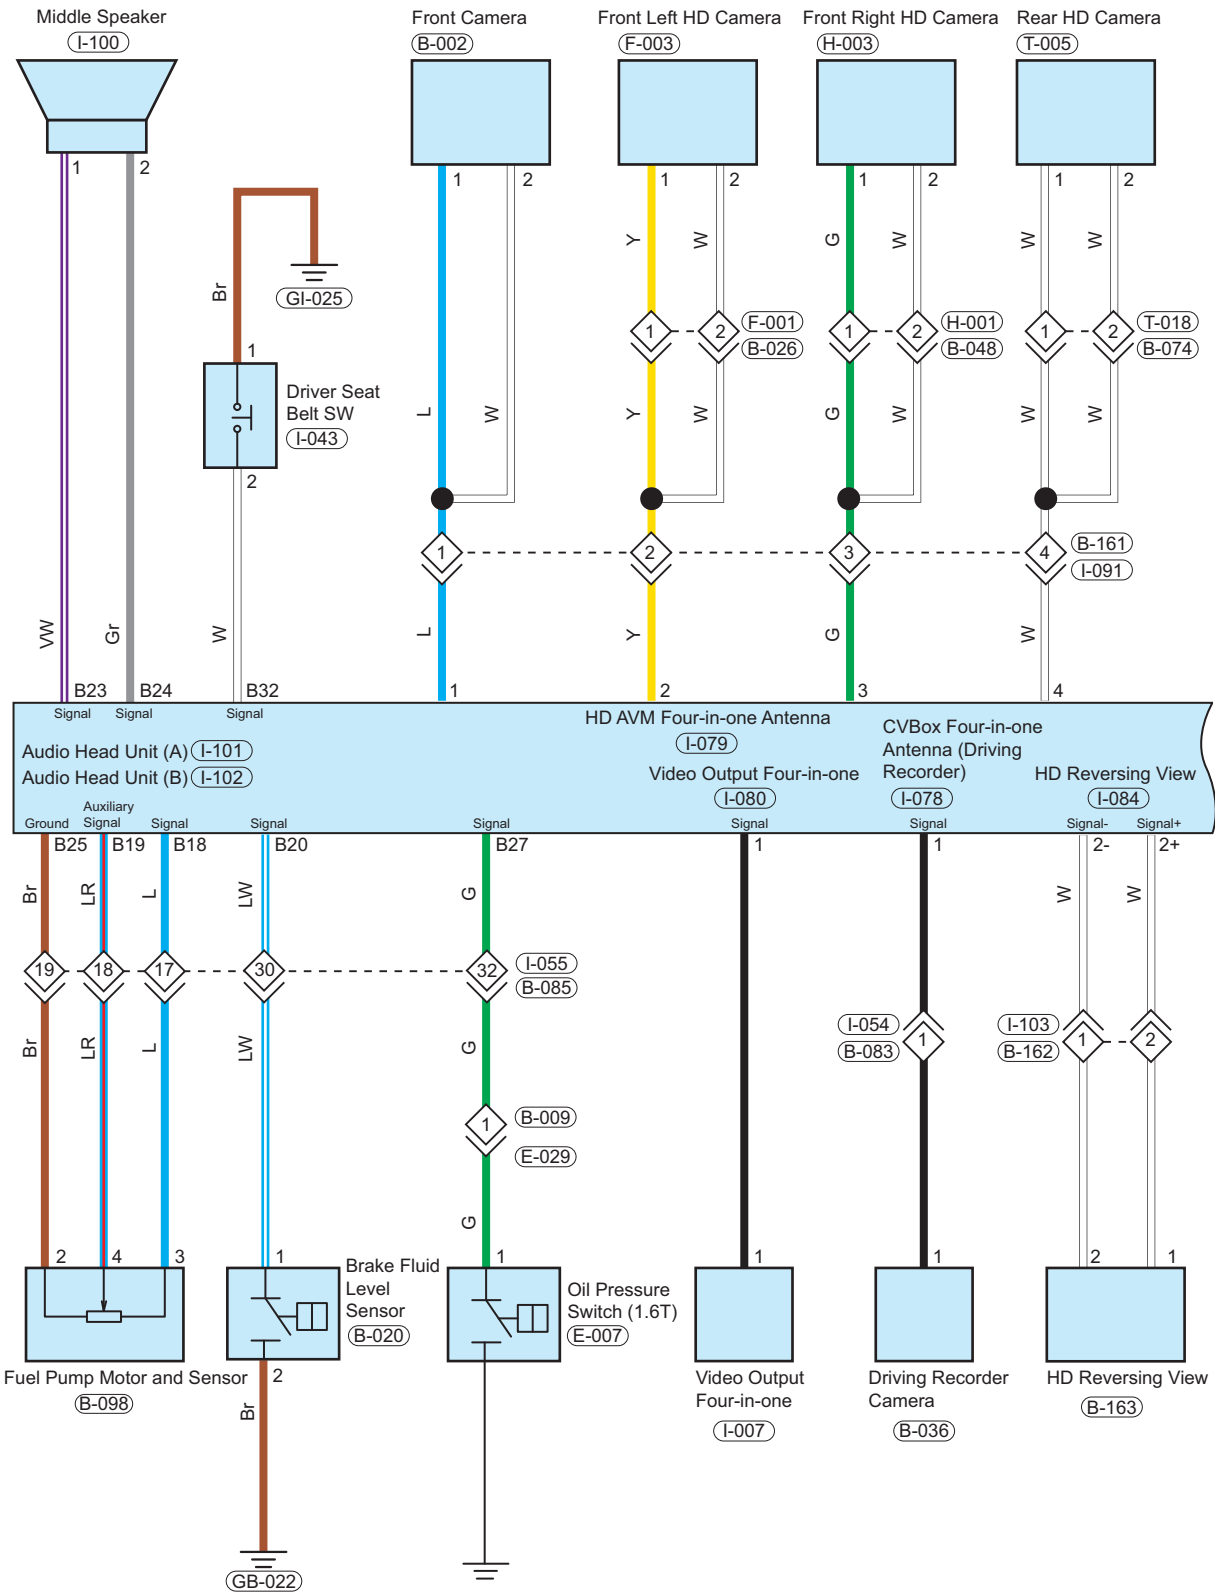 Middle Speaker
I-100
Front Camera
B-002
Front Left HD Camera
F-003
Front Right HD Camera
H-003
Rear HD Camera
T-005
1 2
1 2 1 2 1 2 1 2
Y W G W W W
Br
GI-025
1 2 F-001
B-026
1 2 H-001
B-048
1 2 T-018
B-074
1
Driver Seat
Belt SW
I-043
2
L W Y W G W W W
1 2 3 4 B-161
I-091
VW Gr W L Y G W
B23 B24 B32 1 2 3 4
Signal Signal Signal
HD AVM Four-in-one Antenna
I-079
CVBox Four-in-one
Antenna (Driving
Recorder)
I-078
Audio Head Unit (A) I-101
Audio Head Unit (B) I-102
Video Output Four-in-one
I-080
HD Reversing View
I-084
Ground Auxiliary
Signal Signal Signal Signal Signal Signal Signal- Signal+
B25 B19 B18 B20 B27 1 1 2- 2+
Br LR L LW G W W
19 18 17 30 32 I-055
B-085
I-054
B-083
1
I-103
B-162
1 2
Br LR L LW G
1 B-009
E-029
G
2 4 3 1 1 1 1 2 1
Brake Fluid
Level
Sensor
B-020
Oil Pressure
Switch (1.6T)
E-007
Fuel Pump Motor and Sensor
B-098
2
Br
Video Output
Four-in-one
I-007
Driving Recorder
Camera
B-036
HD Reversing View
B-163
GB-022